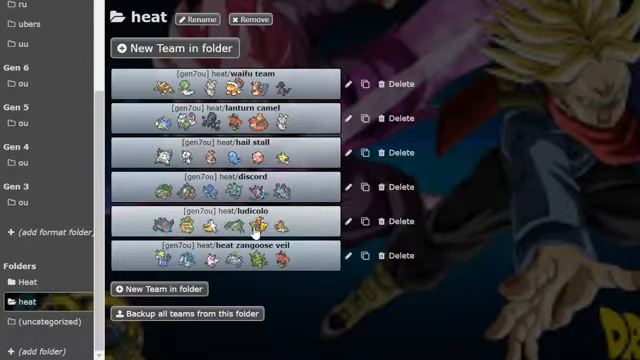 ru
ubers
uu
Gen 6
ou
Gen 5
ou
Gen 4
ou
Gen 3
ou
(add format folder)
Folders
Heat
heat
(uncategorized)
(add folder)
heat Rename Remove
New Team in folder
[gen7ou] heat/waifu team
Delete
[gen7ou] heat/lanturn camel
Delete
[gen7ou] heat/hail stall
Delete
[gen7ou] heat/discord
Delete
[gen7ou] heat/ludicolo
Delete
[gen7ou] heat/heat zangoose veil
Delete
New Team in folder
Backup all teams from this folder